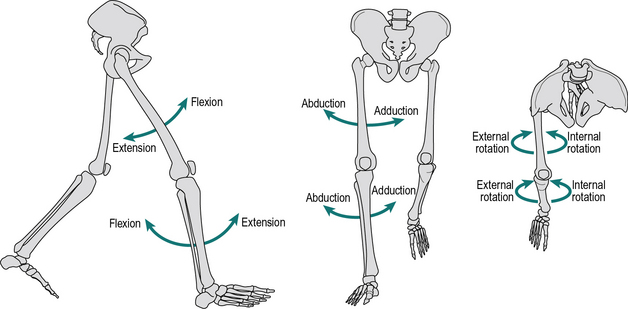 Flexion
Extension
Flexion
Extension
Abduction
Adduction
Abduction
Adduction
External
rotation
Internal
rotation
External
rotation
Internal
rotation